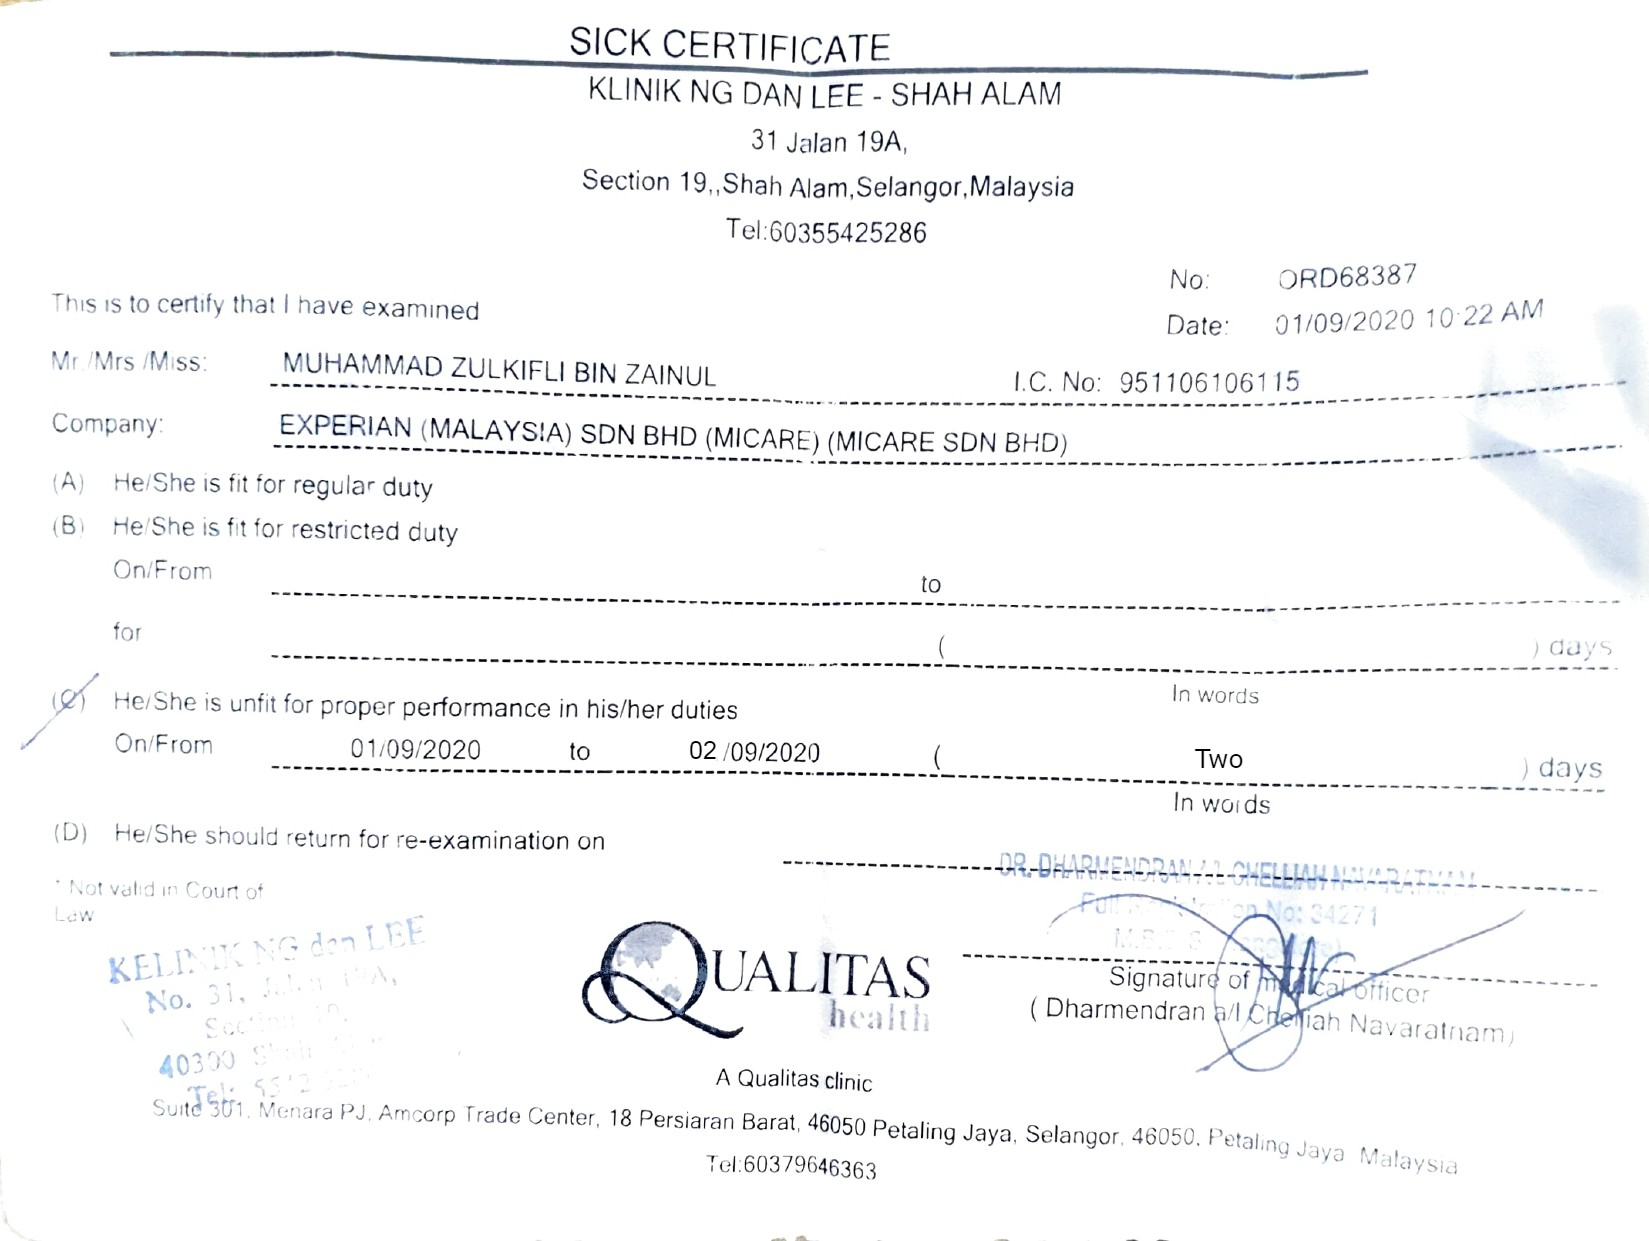 SICK CERTIFICATE
KLINIK NG DAN LEE - SHAH ALAM
31 Jalan 19A,
Section 19,,Shah Alam,Selangor,Malaysia
Tel:60355425286
No: ORD68387
This is to certify that I have examined
Date: 01/09/2020 10:22 AM
Mr./Mrs./Miss: MUHAMMAD ZULKIFLI BIN ZAINUL I.C. No: 951106106115
Company: EXPERIAN (MALAYSIA) SDN BHD (MICARE) (MICARE SDN BHD)
(A) He/She is fit for regular duty
(B) He/She is fit for restricted duty
On/From to
for ( ) days
In words
(C) He/She is unfit for proper performance in his/her duties
On/From 01/09/2020 to 02 /09/2020 ( Two ) days
In words
(D) He/She should return for re-examination on
DR. DHARMENDRAN A/L CHELLIAH NAVARATNAM
* Not valid in Court of
Law
Full Registration No: 34271
KELINIK NG dan LEE
No. 31, Jalan 19A,
Section 19,
40300 Shah
Tel:
QUALITAS
health
Signature of medical officer
( Dharmendran a/l Chelliah Navaratnam)
A Qualitas clinic
Suite 301, Menara PJ, Amcorp Trade Center, 18 Persiaran Barat, 46050 Petaling Jaya, Selangor, 46050, Petaling Jaya Malaysia
Tel:60379646363